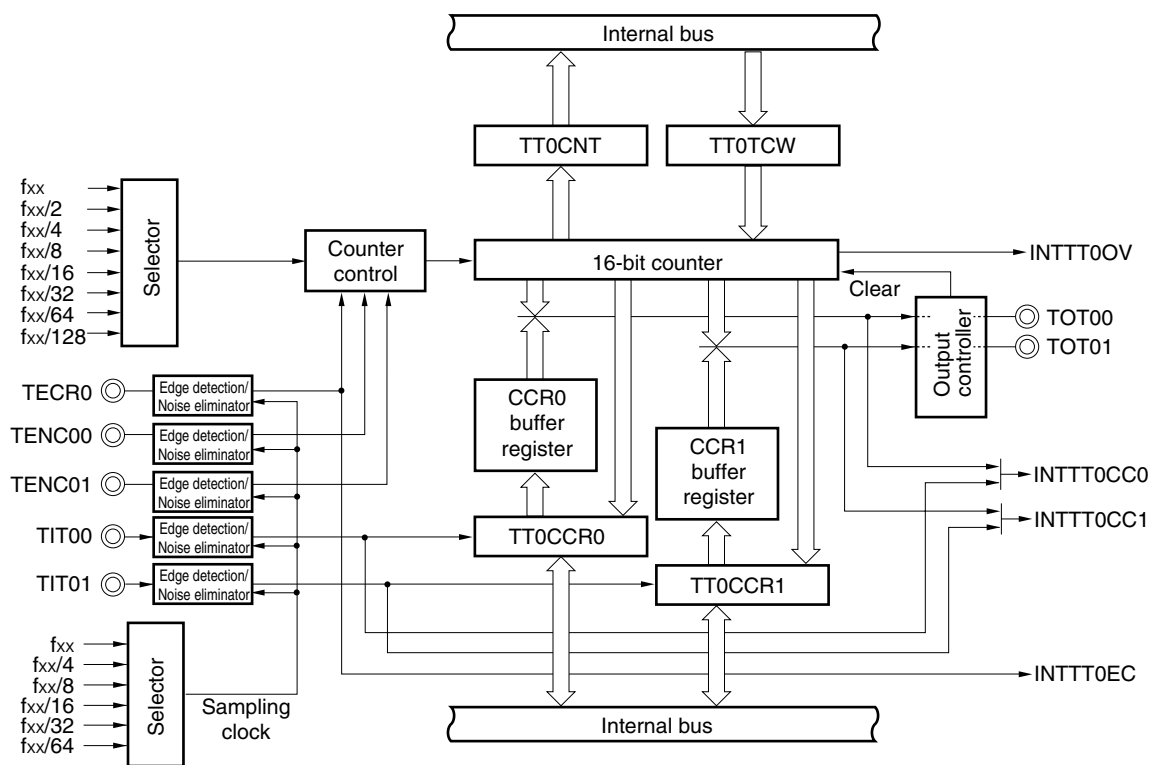 Internal bus
TT0CNT
TT0TCW
fxx
fxx/2
fxx/4
fxx/8
fxx/16
fxx/32
fxx/64
fxx/128
Selector
Counter
control
16-bit counter
INTTT0OV
Clear
Output
controller
TOT00
TOT01
TECR0
Edge detection/
Noise eliminator
TENC00
Edge detection/
Noise eliminator
TENC01
Edge detection/
Noise eliminator
TIT00
Edge detection/
Noise eliminator
TIT01
Edge detection/
Noise eliminator
CCR0
buffer
register
CCR1
buffer
register
INTTT0CC0
INTTT0CC1
TT0CCR0
TT0CCR1
fxx
fxx/4
fxx/8
fxx/16
fxx/32
fxx/64
Selector
Sampling
clock
INTTT0EC
Internal bus